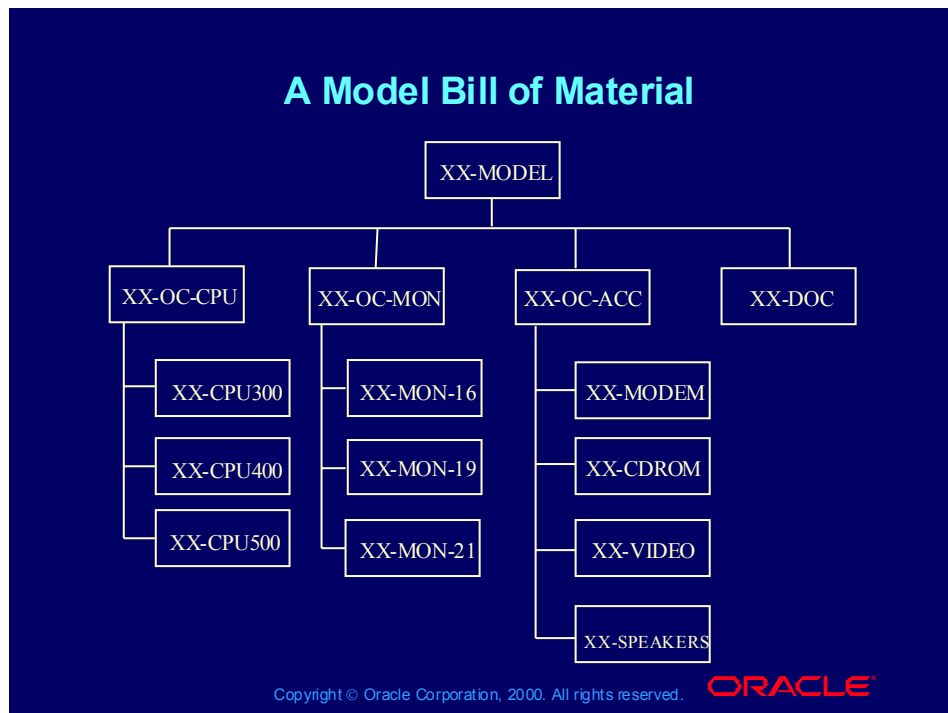 A Model Bill of Material
XX-MODEL
XX-OC-CPU
XX-OC-MON
XX-OC-ACC
XX-DOC
XX-CPU300
XX-CPU400
XX-CPU500
XX-MON-16
XX-MON-19
XX-MON-21
XX-MODEM
XX-CDROM
XX-VIDEO
XX-SPEAKERS
Copyright © Oracle Corporation, 2000. All rights reserved.
ORACLE®